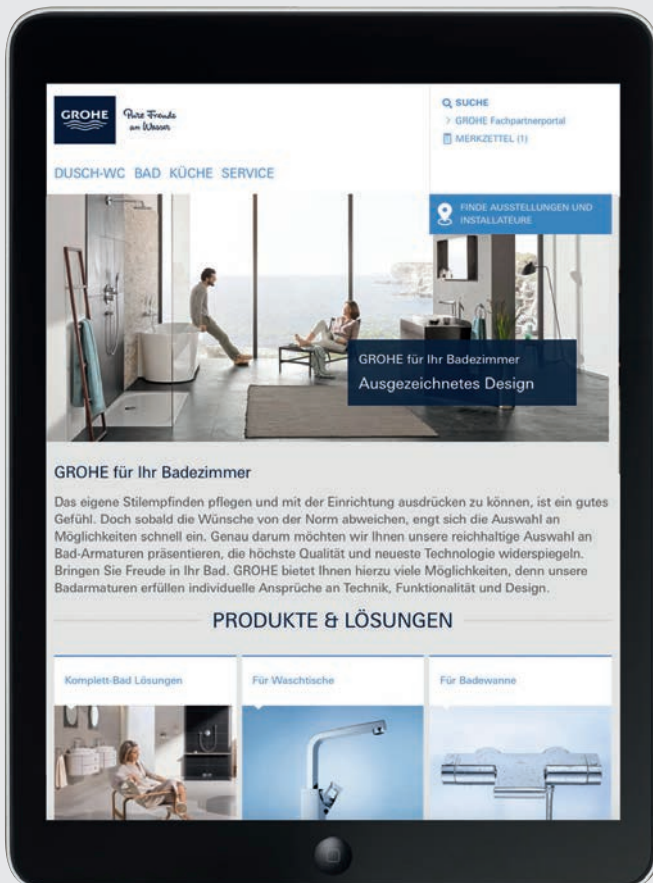 GROHE
Pure Freude
an Wasser
SUCHE
> GROHE Fachpartnerportal
MERKZETTEL (1)
DUSCH-WC BAD KÜCHE SERVICE
FINDE AUSSTELLUNGEN UND
INSTALLATEURE
GROHE für Ihr Badezimmer
Ausgezeichnetes Design
GROHE für Ihr Badezimmer
Das eigene Stilempfinden pflegen und mit der Einrichtung ausdrücken zu können, ist ein gutes
Gefühl. Doch sobald die Wünsche von der Norm abweichen, engt sich die Auswahl an
Möglichkeiten schnell ein. Genau darum möchten wir Ihnen unsere reichhaltige Auswahl an
Bad-Armaturen präsentieren, die höchste Qualität und neueste Technologie widerspiegeln.
Bringen Sie Freude in Ihr Bad. GROHE bietet Ihnen hierzu viele Möglichkeiten, denn unsere
Badarmaturen erfüllen individuelle Ansprüche an Technik, Funktionalität und Design.
PRODUKTE & LÖSUNGEN
Komplett-Bad Lösungen
Für Waschtische
Für Badewanne